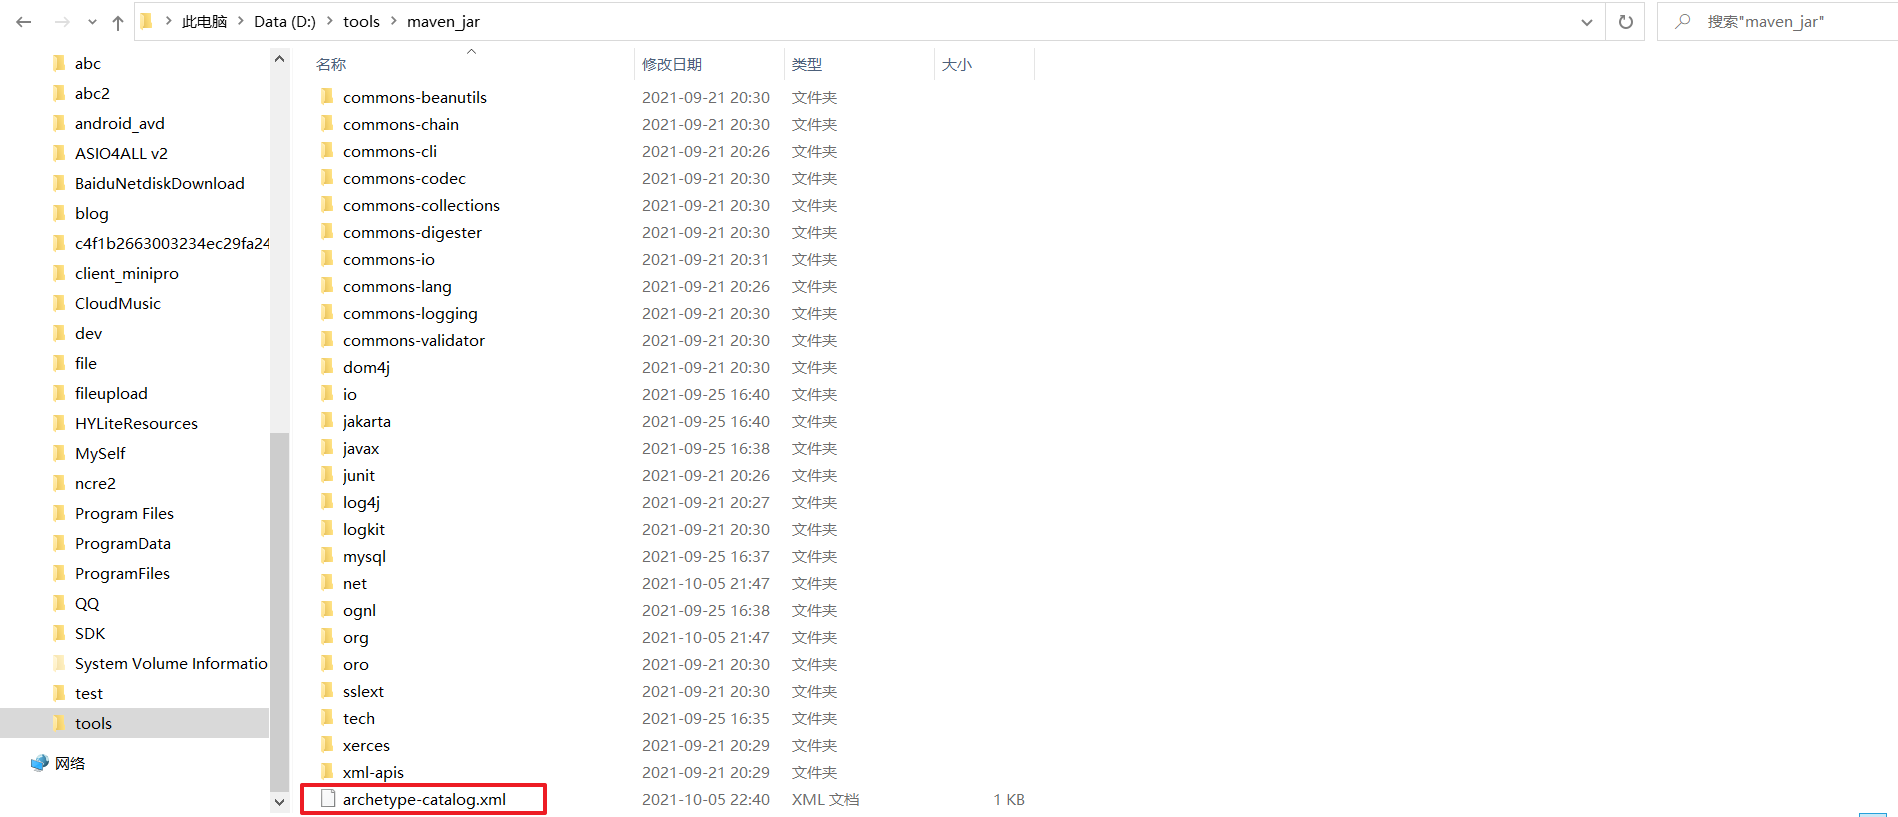 此电脑 > Data (D:) > tools > maven_jar
搜索"maven_jar"
abc
abc2
android_avd
ASIO4ALL v2
BaiduNetdiskDownload
blog
c4f1b2663003234ec29fa24
client_minipro
CloudMusic
dev
file
fileupload
HYLiteResources
MySelf
ncre2
Program Files
ProgramData
ProgramFiles
QQ
SDK
System Volume Informatio
test
tools
网络
名称 修改日期 类型 大小
commons-beanutils 2021-09-21 20:30 文件夹
commons-chain 2021-09-21 20:30 文件夹
commons-cli 2021-09-21 20:26 文件夹
commons-codec 2021-09-21 20:30 文件夹
commons-collections 2021-09-21 20:30 文件夹
commons-digester 2021-09-21 20:30 文件夹
commons-io 2021-09-21 20:31 文件夹
commons-lang 2021-09-21 20:26 文件夹
commons-logging 2021-09-21 20:30 文件夹
commons-validator 2021-09-21 20:30 文件夹
dom4j 2021-09-21 20:30 文件夹
io 2021-09-25 16:40 文件夹
jakarta 2021-09-25 16:40 文件夹
javax 2021-09-25 16:38 文件夹
junit 2021-09-21 20:26 文件夹
log4j 2021-09-21 20:27 文件夹
logkit 2021-09-21 20:30 文件夹
mysql 2021-09-25 16:37 文件夹
net 2021-10-05 21:47 文件夹
ognl 2021-09-25 16:38 文件夹
org 2021-10-05 21:47 文件夹
oro 2021-09-21 20:30 文件夹
sslext 2021-09-21 20:30 文件夹
tech 2021-09-25 16:35 文件夹
xerces 2021-09-21 20:29 文件夹
xml-apis 2021-09-21 20:29 文件夹
archetype-catalog.xml 2021-10-05 22:40 XML 文档 1 KB